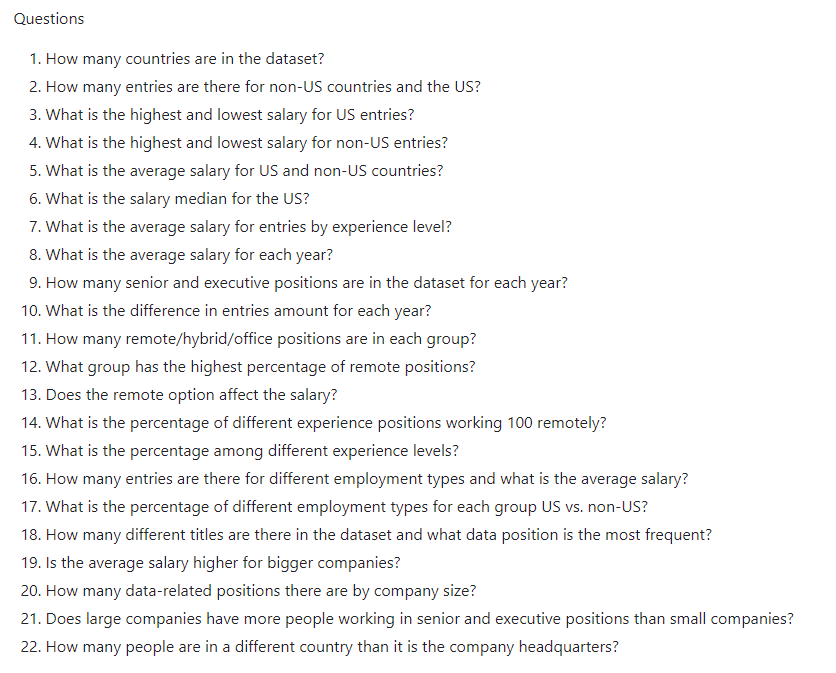 Questions
1. How many countries are in the dataset?
2. How many entries are there for non-US countries and the US?
3. What is the highest and lowest salary for US entries?
4. What is the highest and lowest salary for non-US entries?
5. What is the average salary for US and non-US countries?
6. What is the salary median for the US?
7. What is the average salary for entries by experience level?
8. What is the average salary for each year?
9. How many senior and executive positions are in the dataset for each year?
10. What is the difference in entries amount for each year?
11. How many remote/hybrid/office positions are in each group?
12. What group has the highest percentage of remote positions?
13. Does the remote option affect the salary?
14. What is the percentage of different experience positions working 100 remotely?
15. What is the percentage among different experience levels?
16. How many entries are there for different employment types and what is the average salary?
17. What is the percentage of different employment types for each group US vs. non-US?
18. How many different titles are there in the dataset and what data position is the most frequent?
19. Is the average salary higher for bigger companies?
20. How many data-related positions there are by company size?
21. Does large companies have more people working in senior and executive positions than small companies?
22. How many people are in a different country than it is the company headquarters?